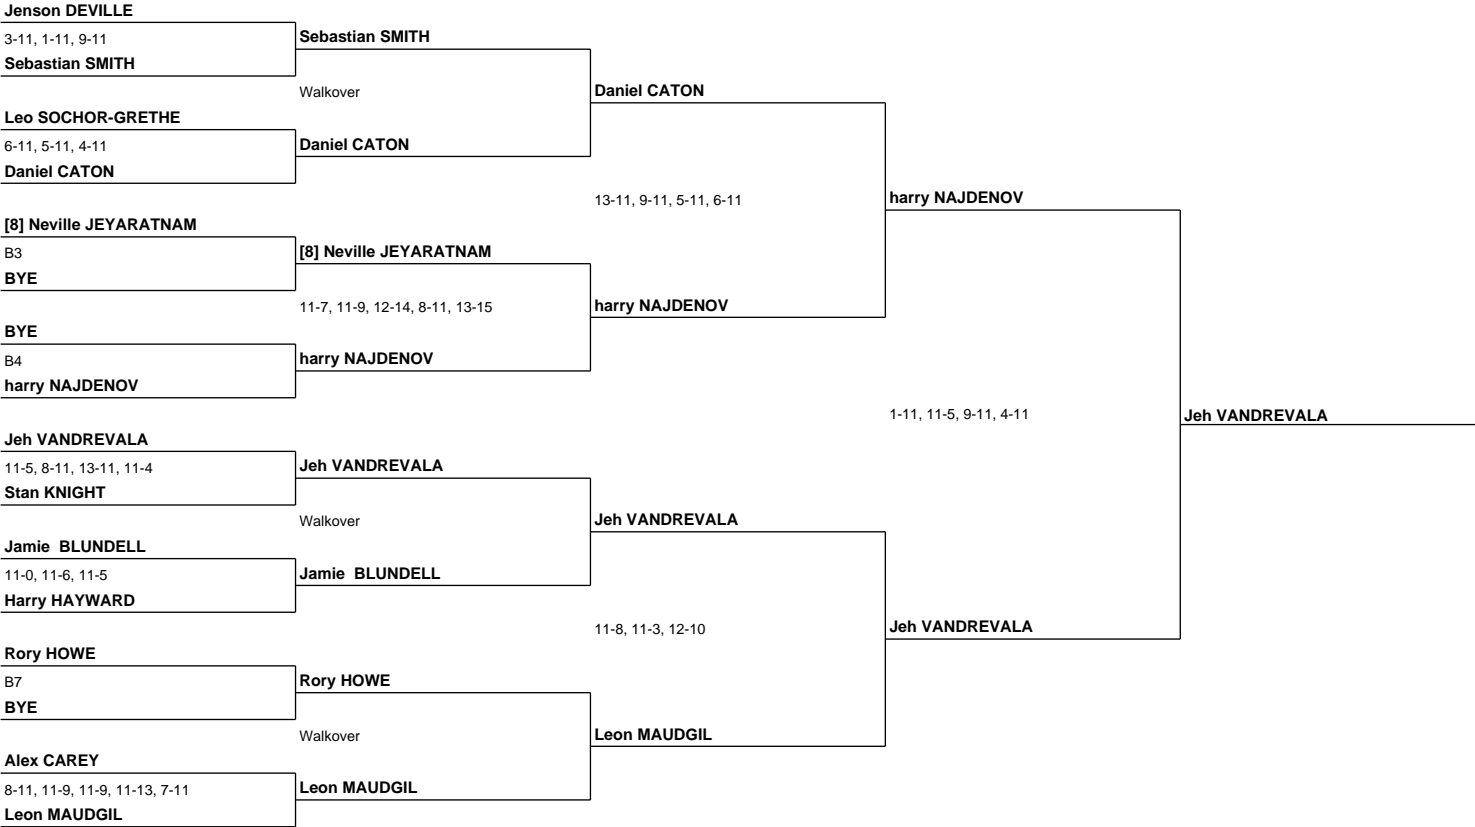 Jenson DEVILLE
3-11, 1-11, 9-11
Sebastian SMITH
Leo SOCHOR-GRETHE
6-11, 5-11, 4-11
Daniel CATON
[8] Neville JEYARATNAM
B3
BYE
BYE
B4
harry NAJDENOV
Jeh VANDREVALA
11-5, 8-11, 13-11, 11-4
Stan KNIGHT
Jamie  BLUNDELL
11-0, 11-6, 11-5
Harry HAYWARD
Rory HOWE
B7
BYE
Alex CAREY
8-11, 11-9, 11-9, 11-13, 7-11
Leon MAUDGIL
Sebastian SMITH
Walkover
Daniel CATON
[8] Neville JEYARATNAM
11-7, 11-9, 12-14, 8-11, 13-15
harry NAJDENOV
Jeh VANDREVALA
Walkover
Jamie  BLUNDELL
Rory HOWE
Walkover
Leon MAUDGIL
Daniel CATON
13-11, 9-11, 5-11, 6-11
harry NAJDENOV
Jeh VANDREVALA
11-8, 11-3, 12-10
Leon MAUDGIL
harry NAJDENOV
1-11, 11-5, 9-11, 4-11
Jeh VANDREVALA
Jeh VANDREVALA